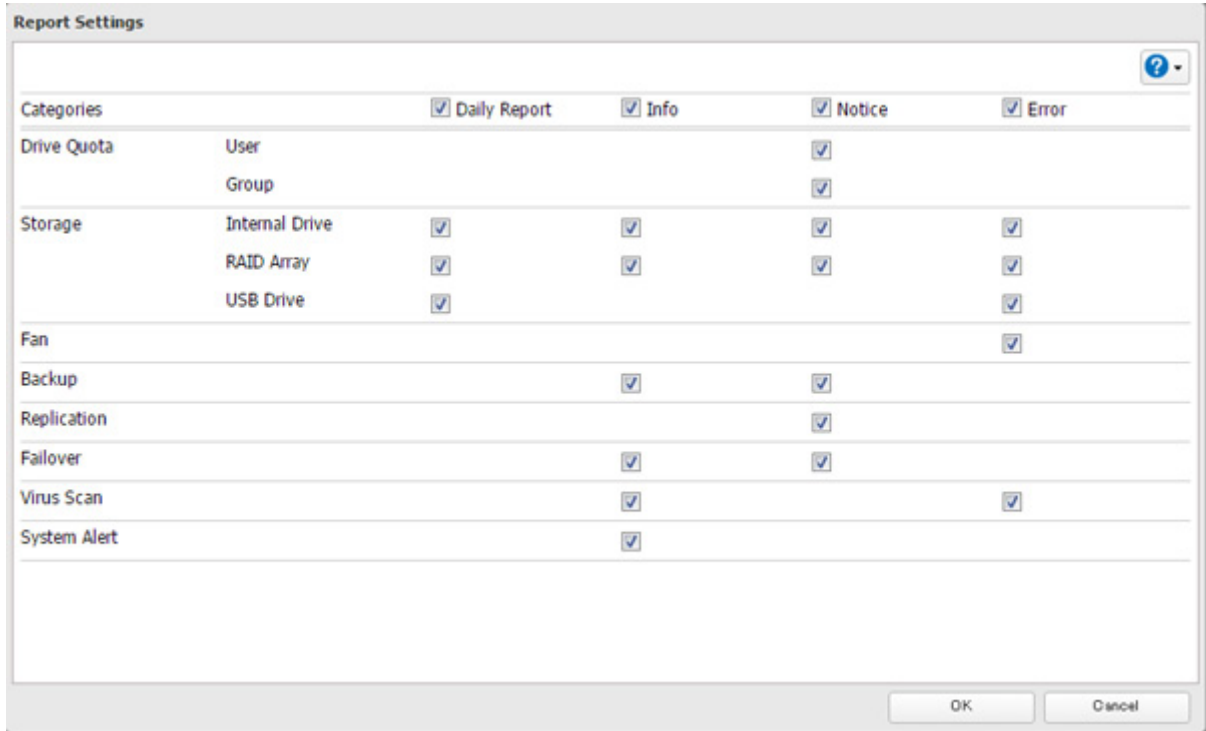 Report Settings
?
Categories Daily Report Info Notice Error
Drive Quota User
Group
Storage Internal Drive
RAID Array
USB Drive
Fan
Backup
Replication
Failover
Virus Scan
System Alert
OK Cancel